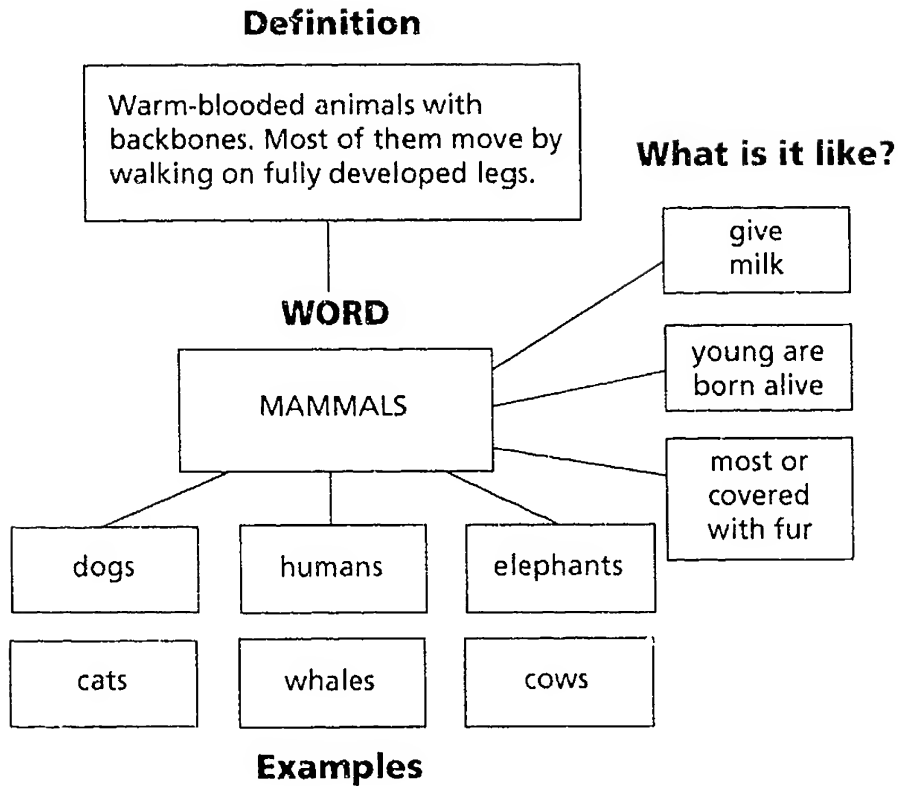 Definition
Warm-blooded animals with
backbones. Most of them move by
walking on fully developed legs.
What is it like?
give
milk
WORD
young are
born alive
MAMMALS
most or
covered
with fur
dogs
humans
elephants
cats
whales
cows
Examples